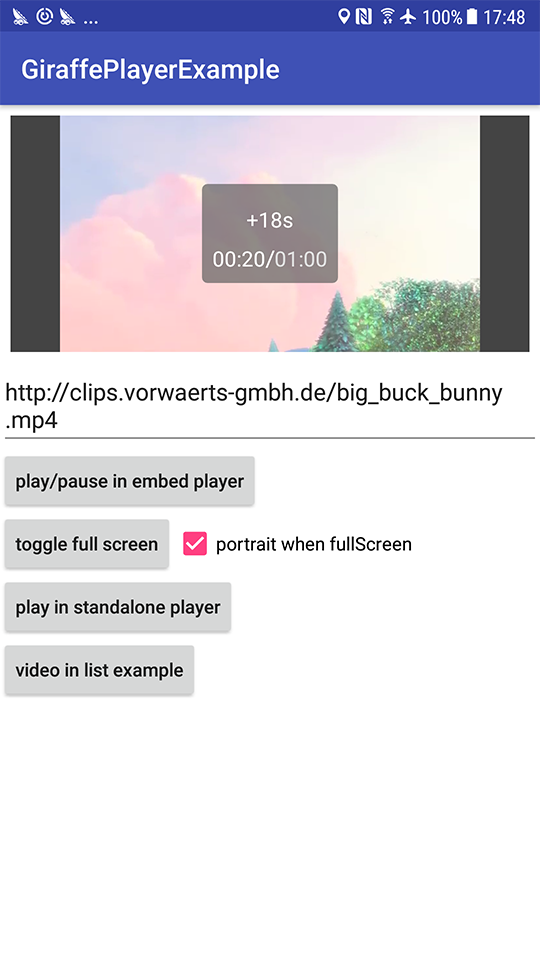 ... 100% 17:48
GiraffePlayerExample
+18s
00:20/01:00
http://clips.vorwaerts-gmbh.de/big_buck_bunny
.mp4
play/pause in embed player
toggle full screen portrait when fullScreen
play in standalone player
video in list example